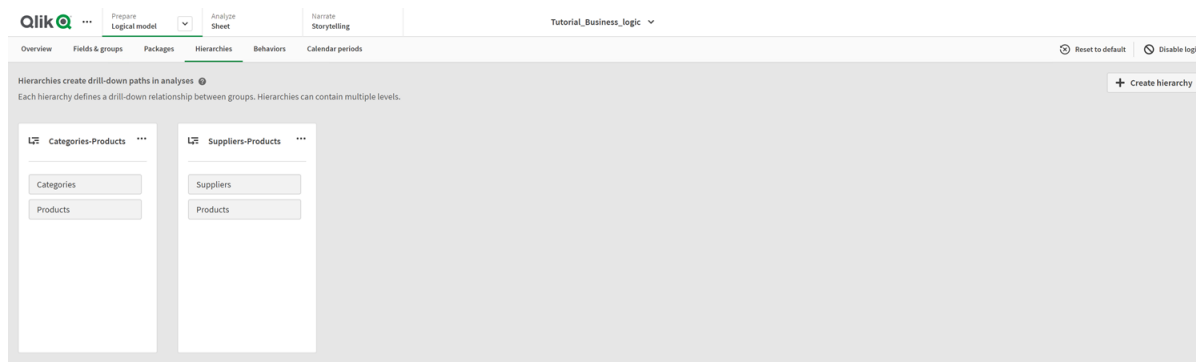 Qlik
Prepare
Logical model
Analyze
Sheet
Narrate
Storytelling
Tutorial_Business_logic
Overview
Fields & groups
Packages
Hierarchies
Behaviors
Calendar periods
Reset to default
Disable logi
Hierarchies create drill-down paths in analyses
Each hierarchy defines a drill-down relationship between groups. Hierarchies can contain multiple levels.
Create hierarchy
Categories-Products
Categories
Products
Suppliers-Products
Suppliers
Products